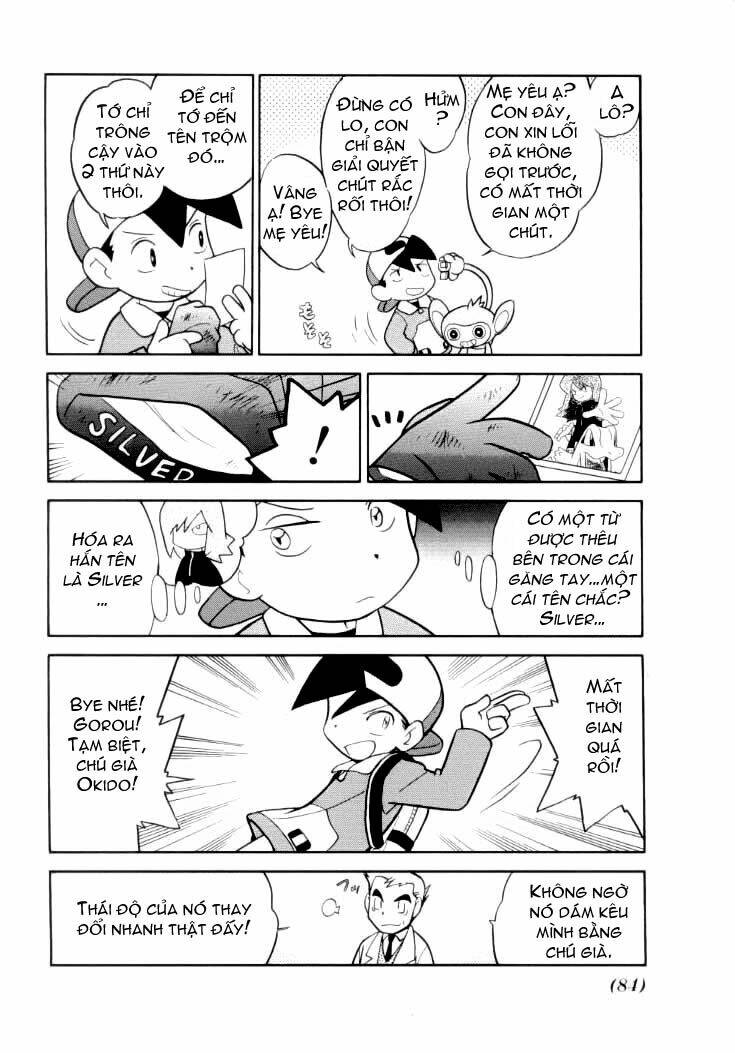 A
LÔ?
MẸ YÊU Ạ?
CON ĐÂY,
CON XIN LỖI
ĐÃ KHÔNG
GỌI TRƯỚC,
CÓ MẤT THỜI
GIAN MỘT
CHÚT.
HỬM
?
ĐỪNG CÓ
LO, CON
CHỈ BẬN
GIẢI QUYẾT
CHÚT RẮC
RỐI THÔI!
VÂNG
Ạ! BYE
MẸ YÊU!
ĐỂ CHỈ
TỚ ĐẾN
TÊN TRỘM
ĐÓ...
TỚ CHỈ
TRÔNG
CẬY VÀO
2 THỨ NÀY
THÔI.
!
SILVER
CÓ MỘT TỪ
ĐƯỢC THÊU
BÊN TRONG CÁI
GĂNG TAY...MỘT
CÁI TÊN CHẮC?
SILVER...
HÓA RA
HẮN TÊN
LÀ SILVER
...
MẤT
THỜI
GIAN
QUÁ
RỒI!
BYE NHÉ!
GOROU!
TẠM BIỆT,
CHÚ GIÀ
OKIDO!
KHÔNG NGỜ
NÓ DÁM KÊU
MÌNH BẰNG
CHÚ GIÀ.
THÁI ĐỘ CỦA NÓ THAY
ĐỔI NHANH THẬT ĐẤY!
(84)